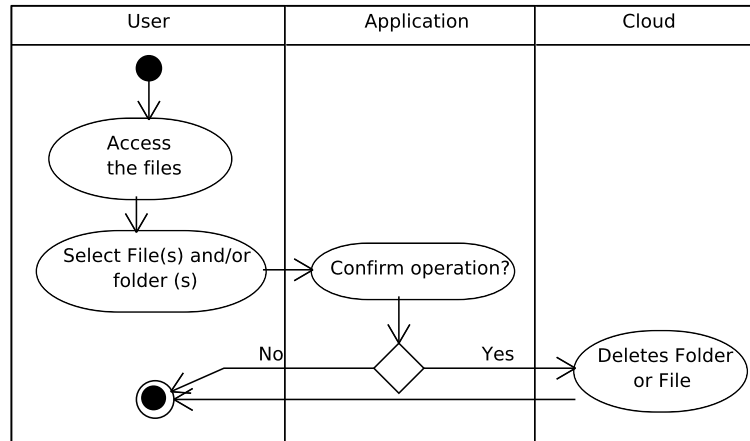 User
Application
Cloud
Access
the files
Select File(s) and/or
folder (s)
Confirm operation?
No
Yes
Deletes Folder
or File